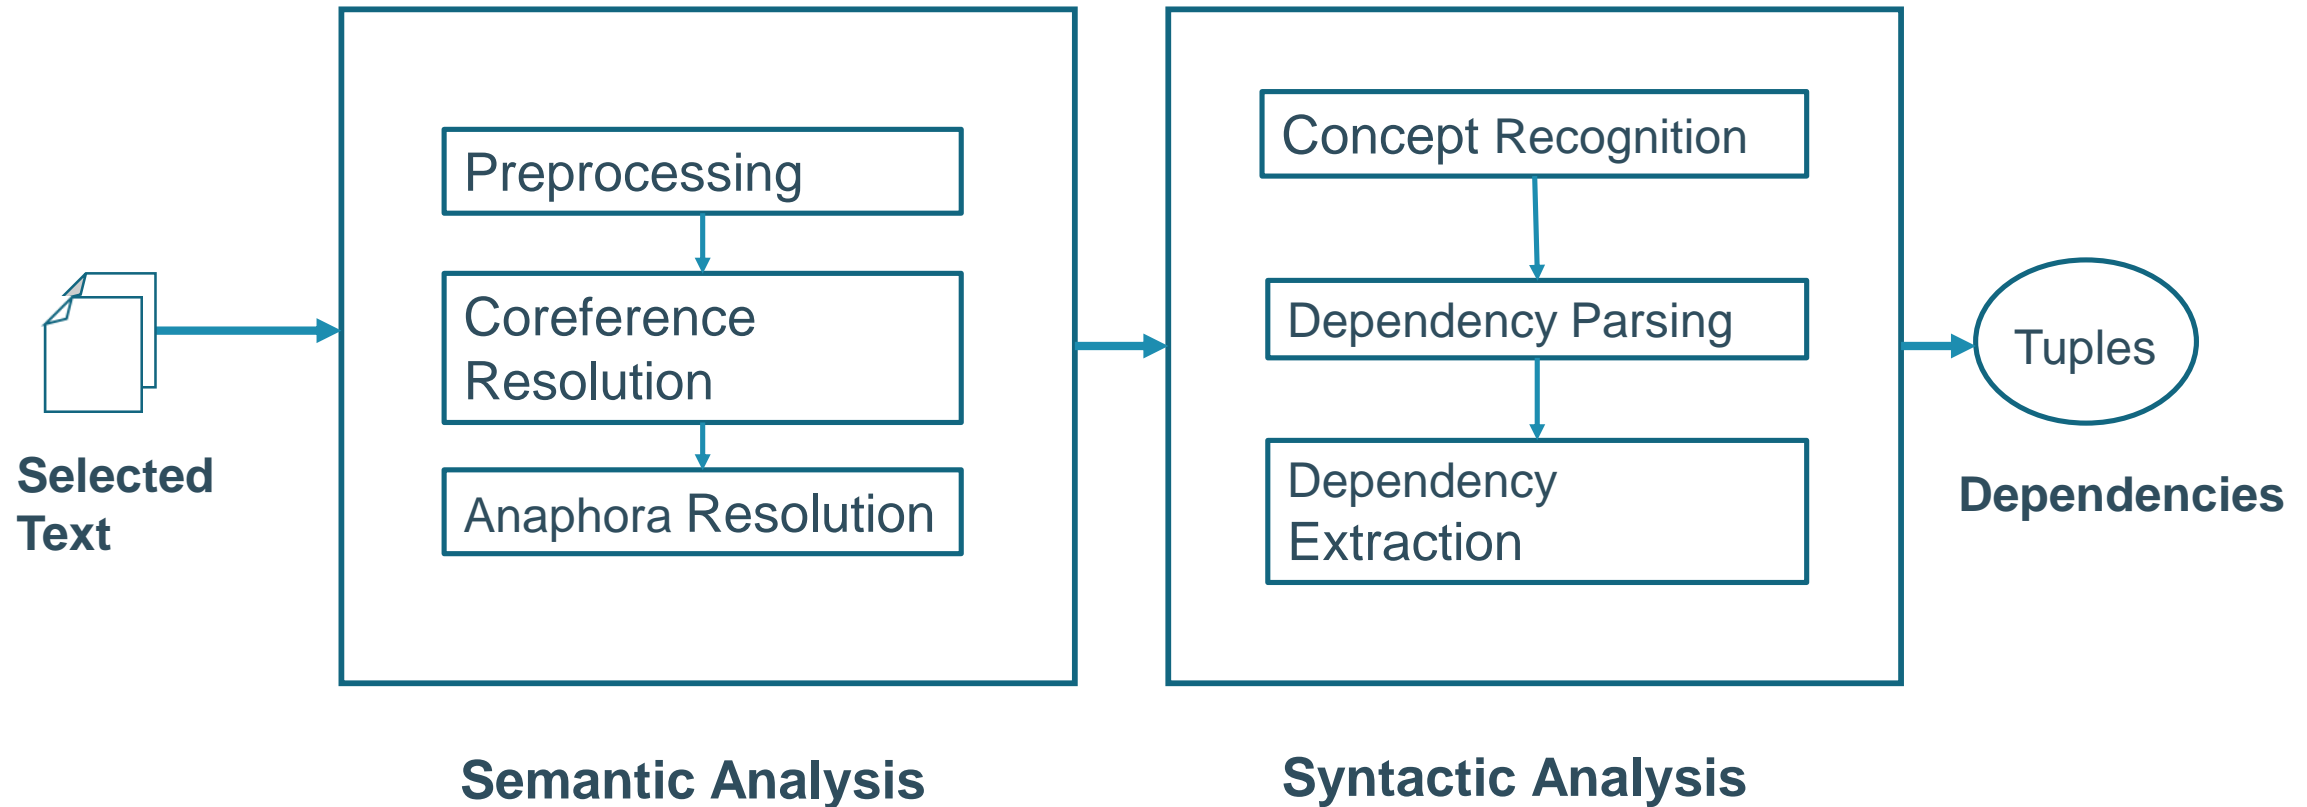 Selected
Text
Preprocessing
Coreference
Resolution
Anaphora Resolution
Semantic Analysis
Concept Recognition
Dependency Parsing
Dependency
Extraction
Syntactic Analysis
Tuples
Dependencies